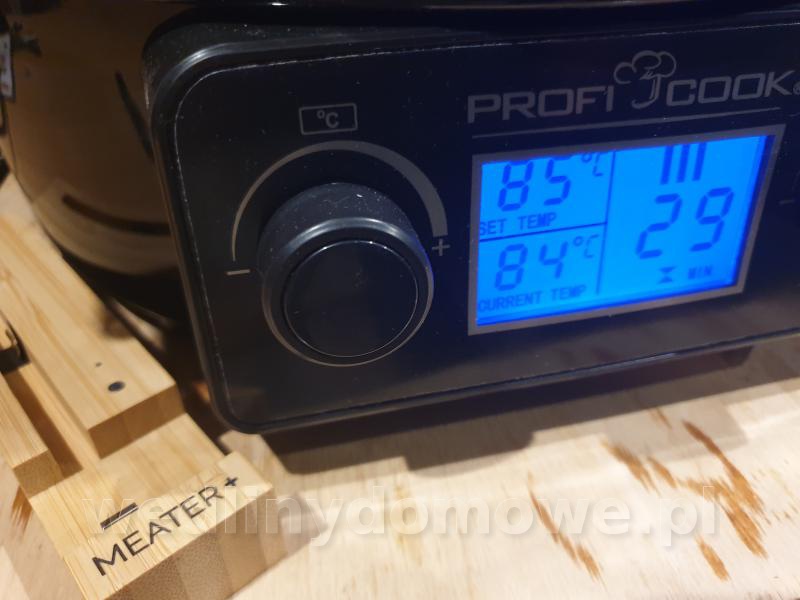 PROFI COOK®
°C
85°C
SET TEMP
84°C
CURRENT TEMP
29
MIN.
- +
MEATER+
wedlinydomowe.pl